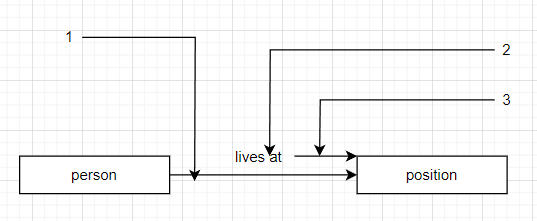 1
2
3
lives at
person
position